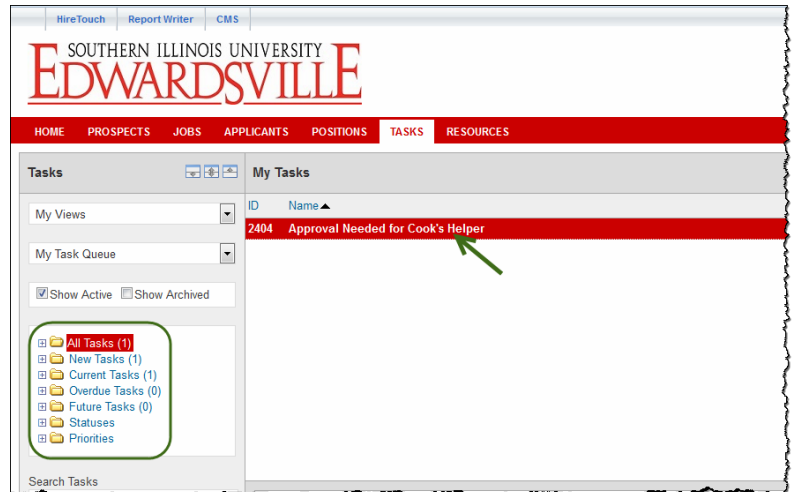 HireTouch Report Writer CMS
SOUTHERN ILLINOIS UNIVERSITY
EDWARDSVILLE
HOME PROSPECTS JOBS APPLICANTS POSITIONS TASKS RESOURCES
Tasks
My Views
My Task Queue
Show Active Show Archived
All Tasks (1)
New Tasks (1)
Current Tasks (1)
Overdue Tasks (0)
Future Tasks (0)
Statuses
Priorities
Search Tasks
My Tasks
ID Name
2404 Approval Needed for Cook's Helper